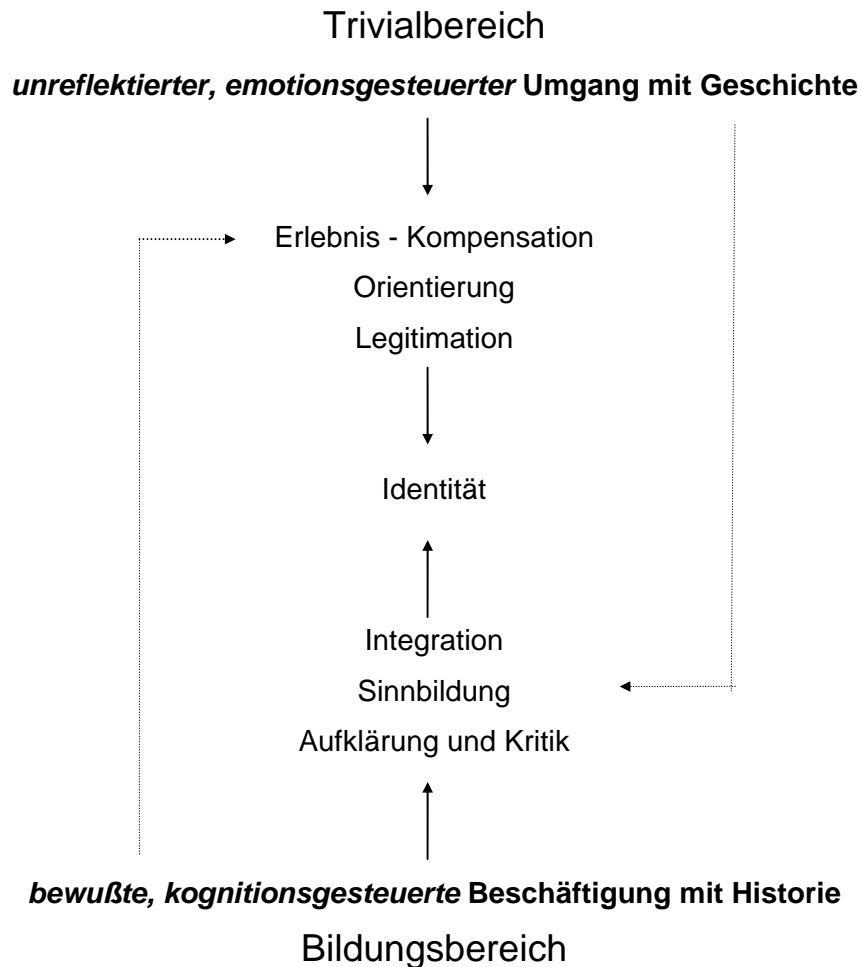 Trivialbereich
unreflektierter, emotionsgesteuerter Umgang mit Geschichte
Erlebnis - Kompensation
Orientierung
Legitimation
Identität
Integration
Sinnbildung
Aufklärung und Kritik
bewußte, kognitionsgesteuerte Beschäftigung mit Historie
Bildungsbereich